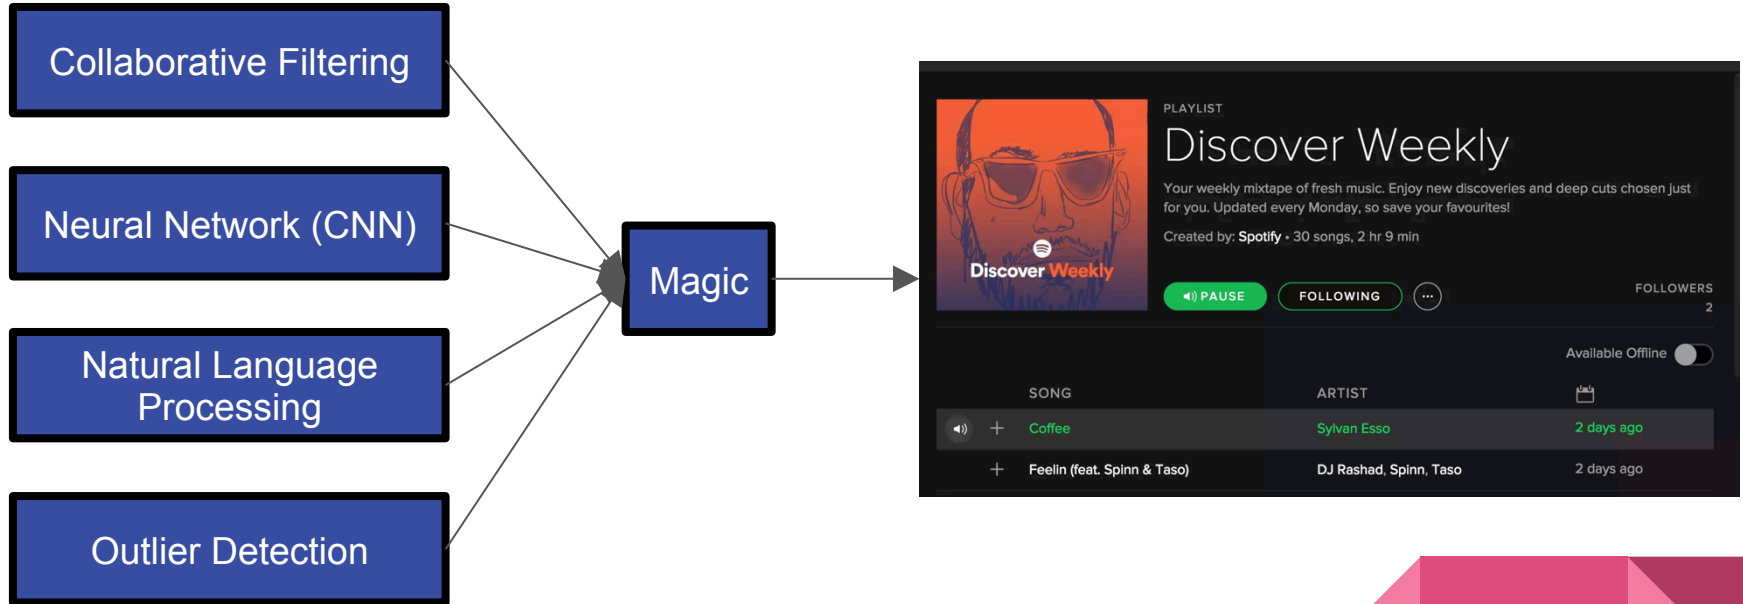 Collaborative Filtering
Neural Network (CNN)
Natural Language
Processing
Outlier Detection
Magic
Discover Weekly
PLAYLIST
Discover Weekly
Your weekly mixtape of fresh music. Enjoy new discoveries and deep cuts chosen just
for you. Updated every Monday, so save your favourites!
Created by: Spotify • 30 songs, 2 hr 9 min
PAUSE
FOLLOWING
FOLLOWERS
2
Available Offline
SONG ARTIST
Coffee Sylvan Esso 2 days ago
Feelin (feat. Spinn & Taso) DJ Rashad, Spinn, Taso 2 days ago